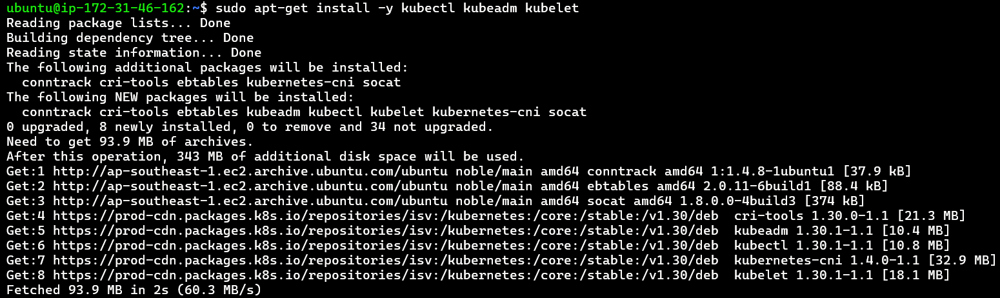 ubuntu@ip-172-31-46-162:~$ sudo apt-get install -y kubectl kubeadm kubelet
Reading package lists... Done
Building dependency tree... Done
Reading state information... Done
The following additional packages will be installed:
  conntrack cri-tools ebtables kubernetes-cni socat
The following NEW packages will be installed:
  conntrack cri-tools ebtables kubeadm kubectl kubelet kubernetes-cni socat
0 upgraded, 8 newly installed, 0 to remove and 34 not upgraded.
Need to get 93.9 MB of archives.
After this operation, 343 MB of additional disk space will be used.
Get:1 http://ap-southeast-1.ec2.archive.ubuntu.com/ubuntu noble/main amd64 conntrack amd64 1:1.4.8-1ubuntu1 [37.9 kB]
Get:2 http://ap-southeast-1.ec2.archive.ubuntu.com/ubuntu noble/main amd64 ebtables amd64 2.0.11-6build1 [88.4 kB]
Get:3 http://ap-southeast-1.ec2.archive.ubuntu.com/ubuntu noble/main amd64 socat amd64 1.8.0.0-4build3 [374 kB]
Get:4 https://prod-cdn.packages.k8s.io/repositories/isv:/kubernetes:/core:/stable:/v1.30/deb  cri-tools 1.30.0-1.1 [21.3 MB]
Get:5 https://prod-cdn.packages.k8s.io/repositories/isv:/kubernetes:/core:/stable:/v1.30/deb  kubeadm 1.30.1-1.1 [10.4 MB]
Get:6 https://prod-cdn.packages.k8s.io/repositories/isv:/kubernetes:/core:/stable:/v1.30/deb  kubectl 1.30.1-1.1 [10.8 MB]
Get:7 https://prod-cdn.packages.k8s.io/repositories/isv:/kubernetes:/core:/stable:/v1.30/deb  kubernetes-cni 1.4.0-1.1 [32.9 MB]
Get:8 https://prod-cdn.packages.k8s.io/repositories/isv:/kubernetes:/core:/stable:/v1.30/deb  kubelet 1.30.1-1.1 [18.1 MB]
Fetched 93.9 MB in 2s (60.3 MB/s)